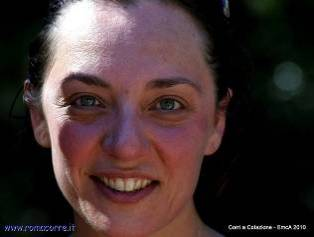 www.romacorre.it
Corri a Colazione - EmcA 2010